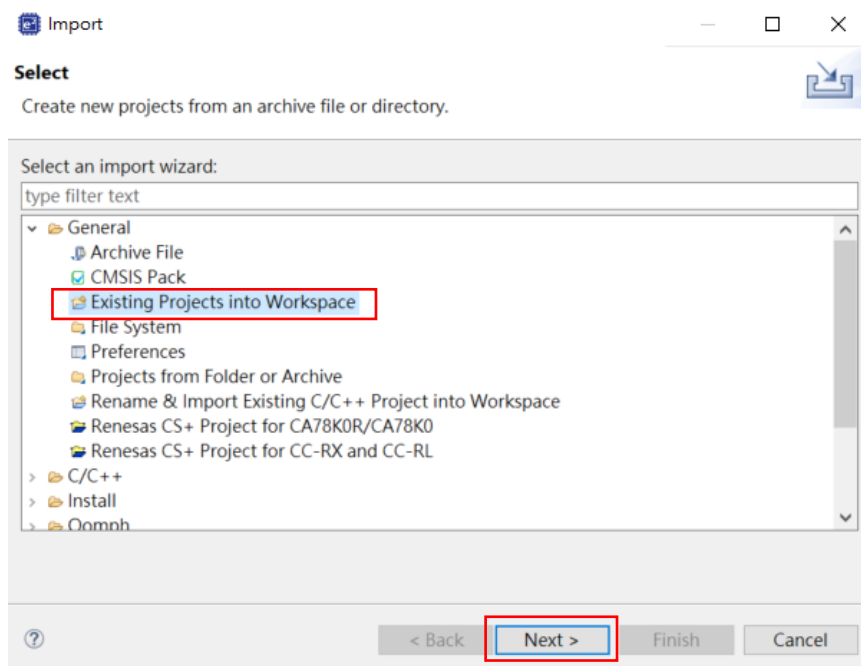 Import
Select
Create new projects from an archive file or directory.
Select an import wizard:
type filter text
General
Archive File
CMSIS Pack
Existing Projects into Workspace
File System
Preferences
Projects from Folder or Archive
Rename & Import Existing C/C++ Project into Workspace
Renesas CS+ Project for CA78K0R/CA78K0
Renesas CS+ Project for CC-RX and CC-RL
C/C++
Install
Oomph
< Back Next > Finish Cancel